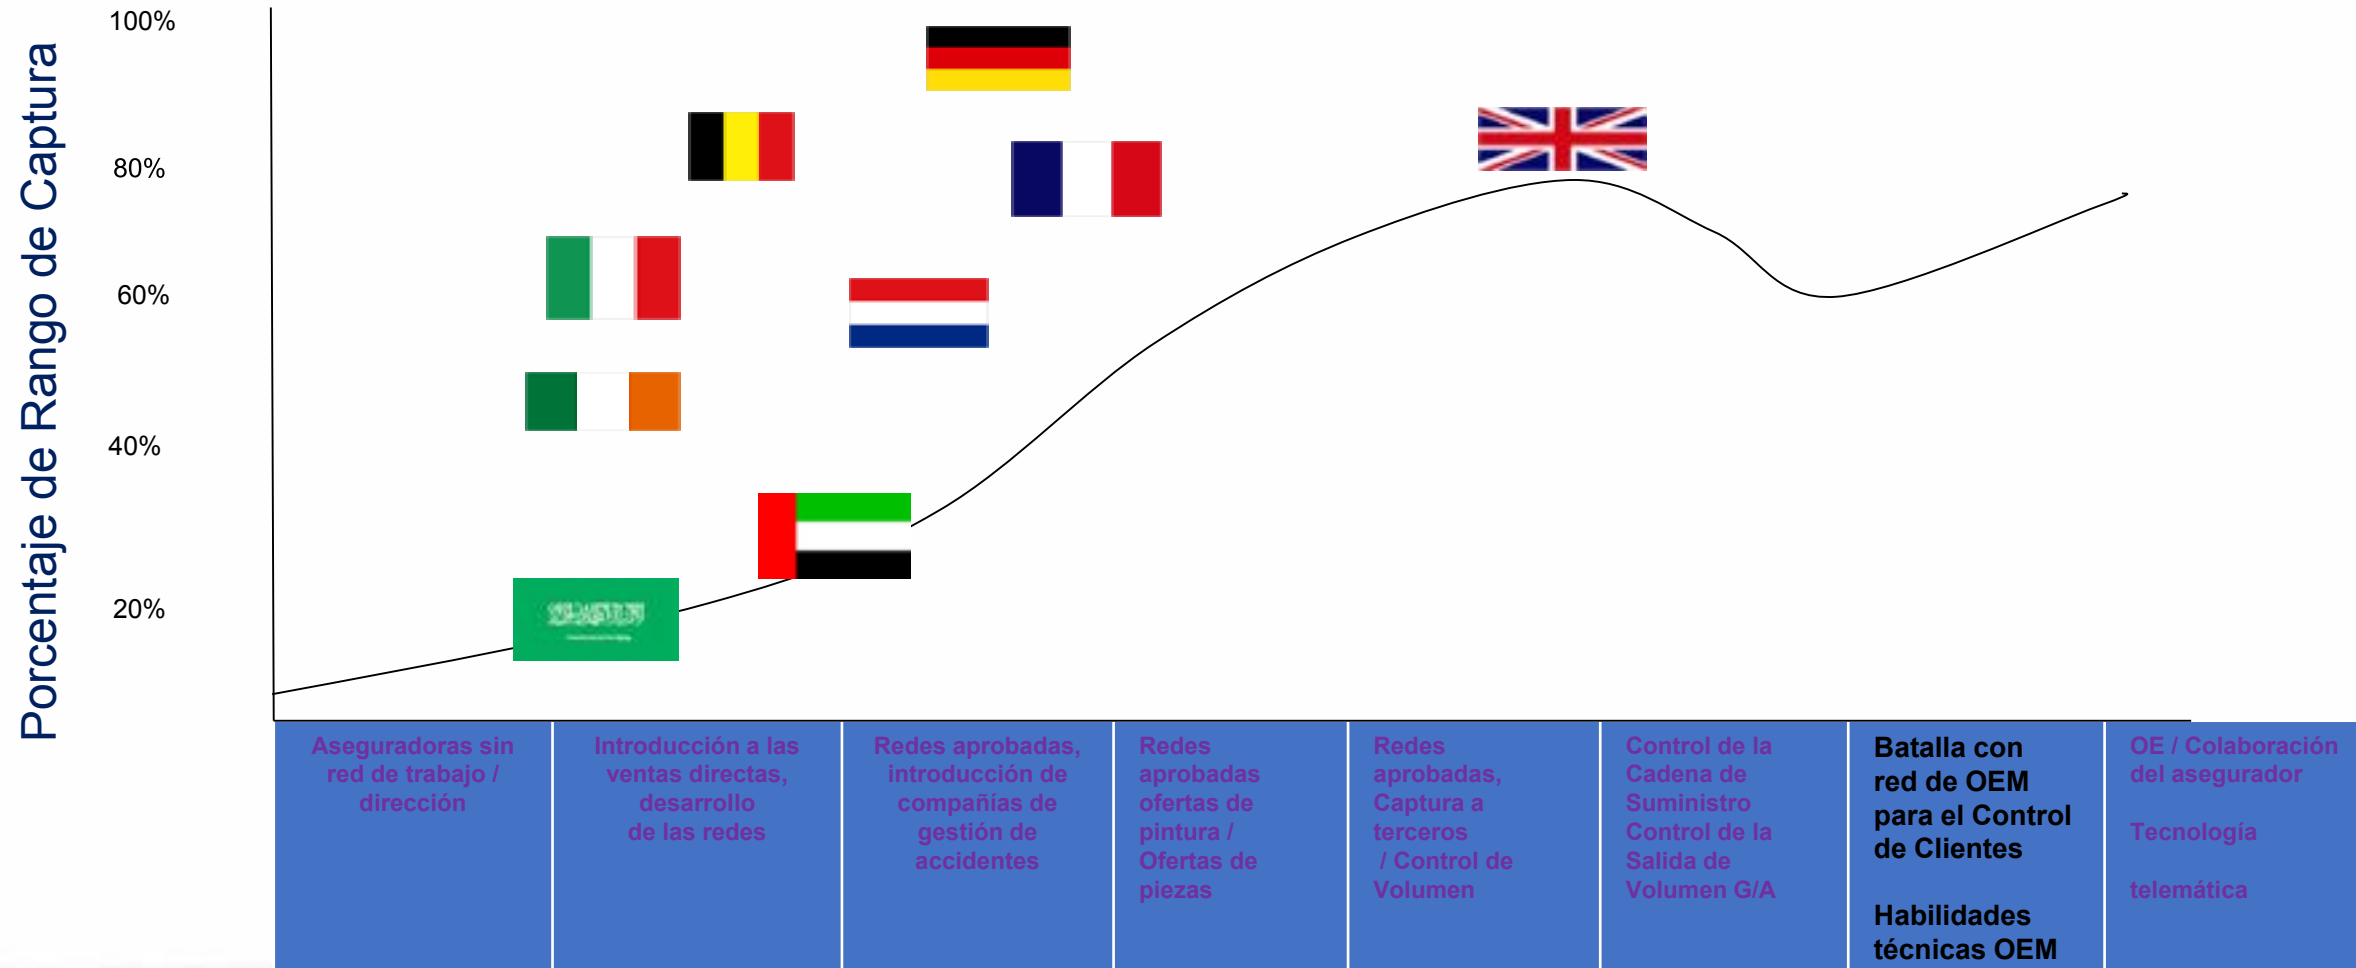 Porcentaje de Rango de Captura
100%
80%
60%
40%
20%
Aseguradoras sin
red de trabajo /
dirección
Introducción a las
ventas directas,
desarrollo
de las redes
Redes aprobadas,
introducción de
compañías de
gestión de
accidentes
Redes
aprobadas
ofertas de
pintura /
Ofertas de
piezas
Redes
aprobadas,
Captura a
terceros
/ Control de
Volumen
Control de la
Cadena de
Suministro
Control de la
Salida de
Volumen G/A
Batalla con
red de OEM
para el Control
de Clientes
Habilidades
técnicas OEM
OE / Colaboración
del asegurador
Tecnología
telemática